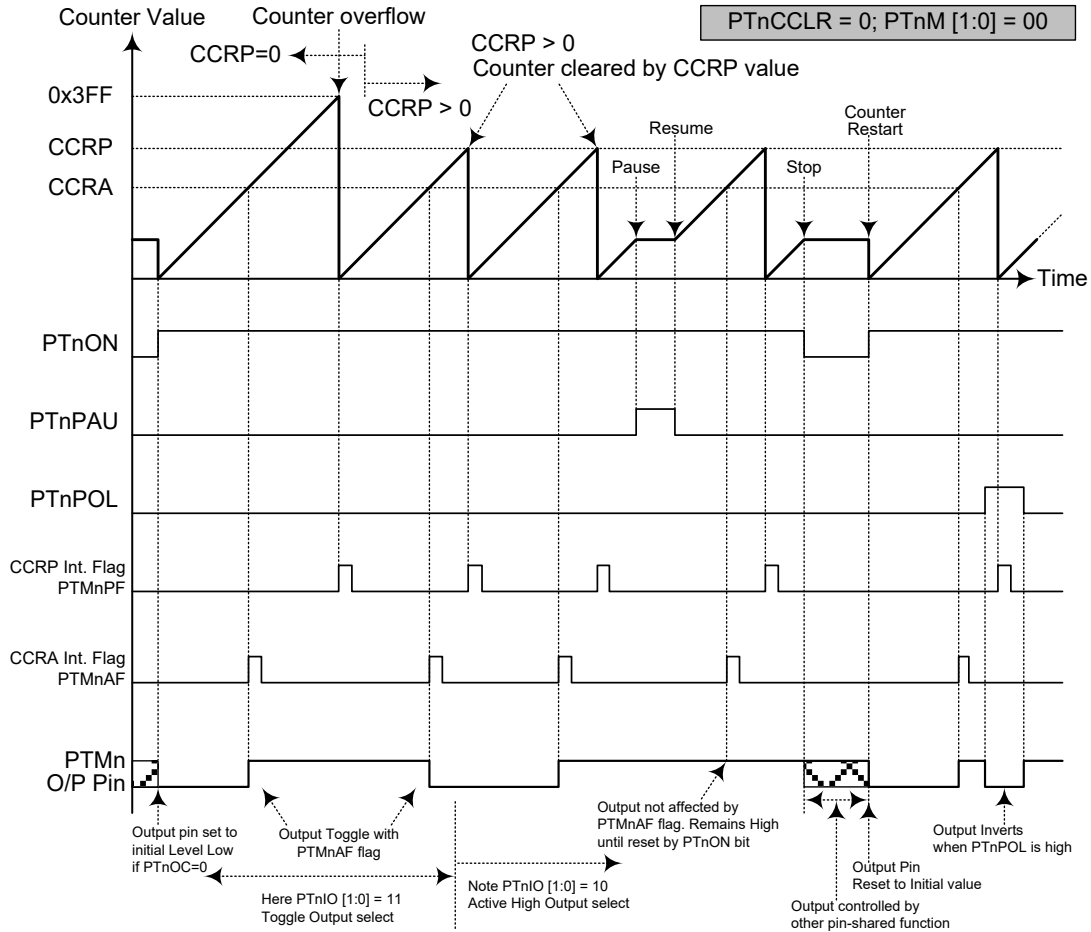 Counter Value
Counter overflow
PTnCCLR = 0; PTnM [1:0] = 00
CCRP=0
CCRP > 0
CCRP > 0
Counter cleared by CCRP value
0x3FF
CCRP
CCRA
Pause
Resume
Stop
Counter
Restart
Time
PTnON
PTnPAU
PTnPOL
CCRP Int. Flag
PTMnPF
CCRA Int. Flag
PTMnAF
PTMn
O/P Pin
Output pin set to
initial Level Low
if PTnOC=0
Output Toggle with
PTMnAF flag
Here PTnIO [1:0] = 11
Toggle Output select
Note PTnIO [1:0] = 10
Active High Output select
Output not affected by
PTMnAF flag. Remains High
until reset by PTnON bit
Output controlled by
other pin-shared function
Output Pin
Reset to Initial value
Output Inverts
when PTnPOL is high